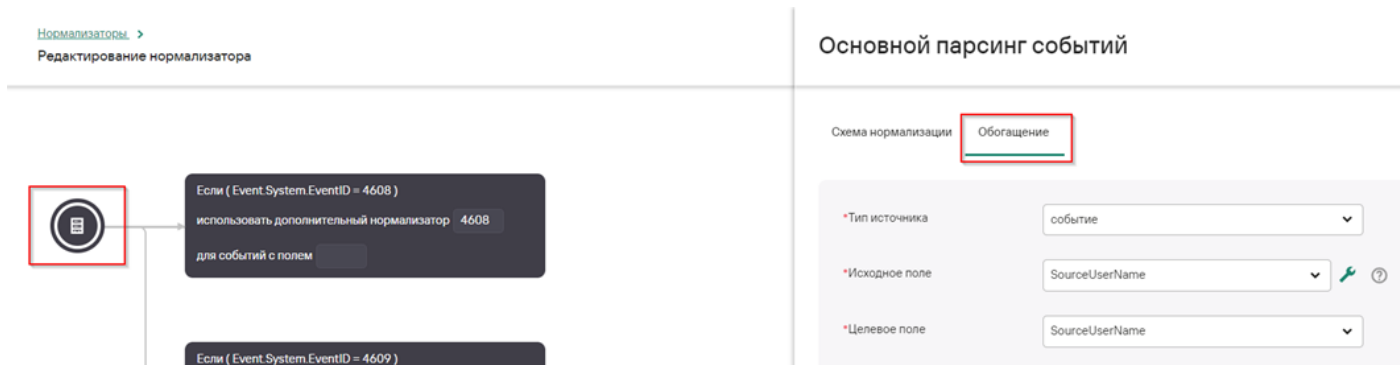 Нормализаторы >
Редактирование нормализатора
Если ( Event.System.EventID = 4608 )
использовать дополнительный нормализатор 4608
для событий с полем
Если ( Event.System.EventID = 4609 )
Основной парсинг событий
Схема нормализации Обогащение
*Тип источника событие
*Исходное поле SourceUserName
*Целевое поле SourceUserName